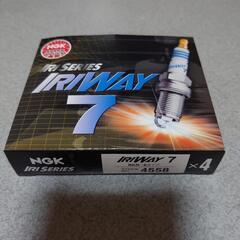 NGK
IRI SERIES
IRIWAY
7
NGK
IRI SERIES
IRIWAY 7
4558
×4